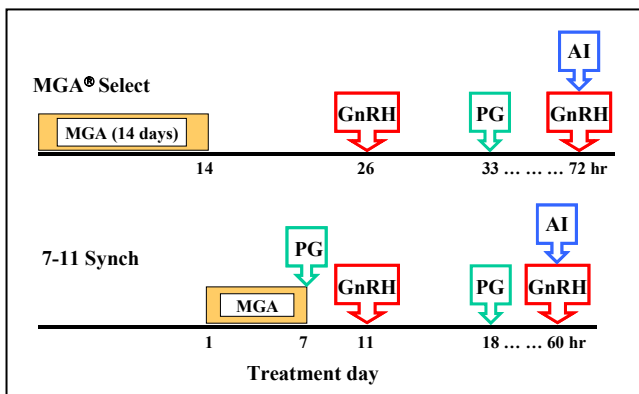 AI
MGA® Select
GnRH
PG
GnRH
MGA (14 days)
14
26
33 … … … 72 hr
AI
7-11 Synch
PG
GnRH
PG
GnRH
MGA
1
7
11
18 … … 60 hr
Treatment day